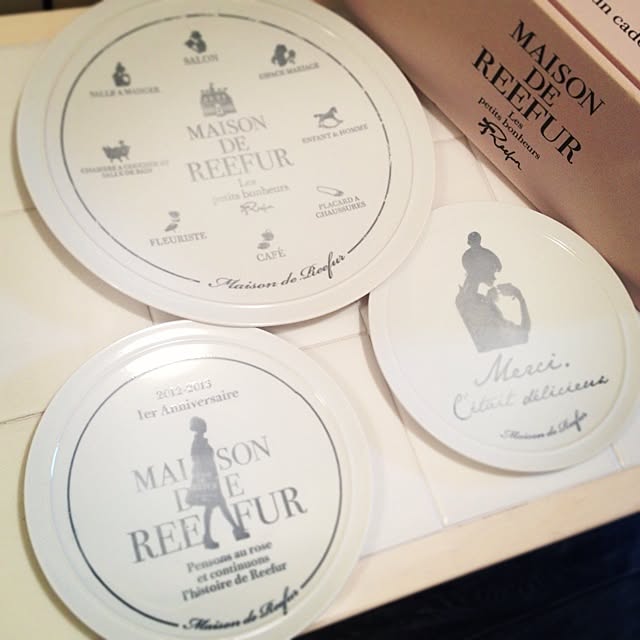 SALON
ESPACE MARIAGE
SALLE A MANGER
MAISON
DE
REEFUR
Les
petits bonheurs
Reefur
ENFANT & HOMME
PLACARD A
CHAUSSURES
CAFÉ
FLEURISTE
CHAMBRE A COUCHER ET
SALLE DE BAIN
Maison de Reefur
MAISON
DE
REEFUR
Les
petits bonheurs
Reefur
un cade
2012-2013
1er Anniversaire
MAISON
DE
REEFUR
Pensons au rose
et continuons
l'histoire de Reefur
Maison de Reefur
Merci,
C'était délicieux
Maison de Reefur